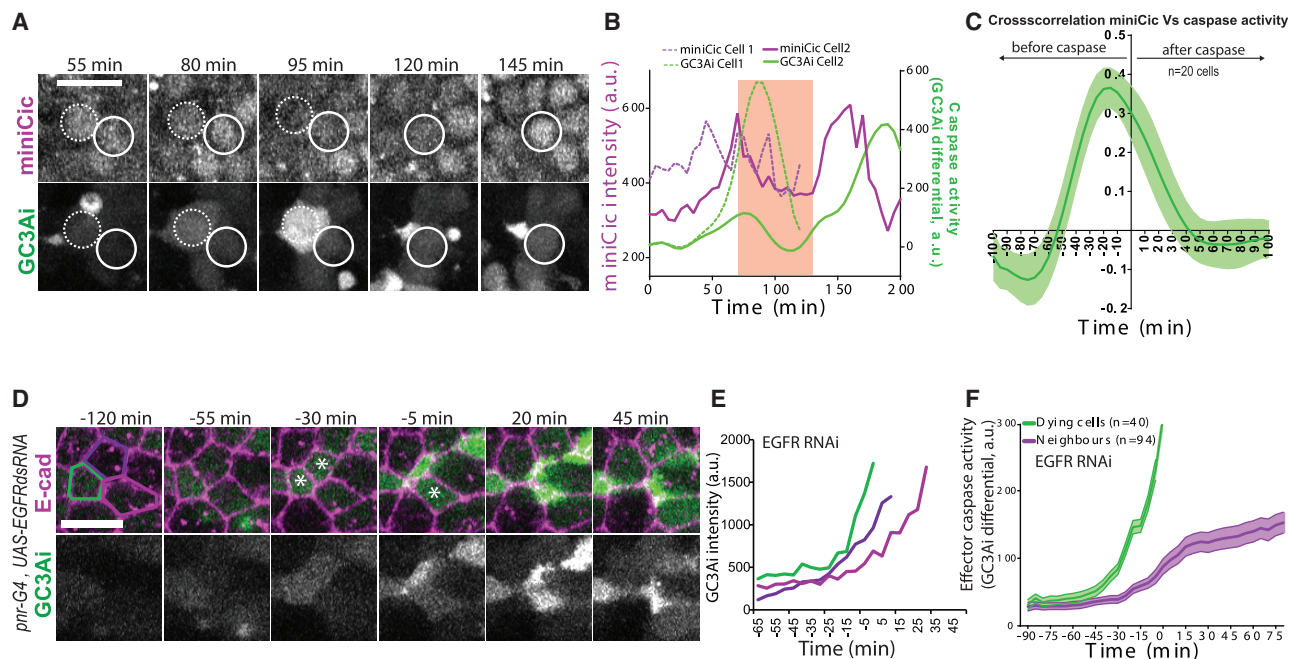 A
55 min 80 min 95 min 120 min 145 min
miniCic
GC3Ai
B
miniCic Cell 1 miniCic Cell2
GC3Ai Cell1 GC3Ai Cell2
miniCic intensity (a.u.)
600
400
200
600
400
200
0
Caspase activity
(GC3Ai differential, a.u.)
0 50 100 150 200
Time (min)
C
Crossscorrelation miniCic Vs caspase activity
before caspase after caspase
n=20 cells
0.5
0.4
0.3
0.2
0.1
-0.1
-0.2
-100 -90 -80 -70 -60 -50 -40 -30 -20 -10 10 20 30 40 50 60 70 80 90 100
Time (min)
D
-120 min -55 min -30 min -5 min 20 min 45 min
pnr-G4, UAS-EGFRdsRNA
E-cad
GC3Ai
* * *
E
EGFR RNAi
GC3Ai intensity (a.u.)
2000
1500
1000
500
0
-65 -55 -45 -35 -25 -15 -5 5 15 25 35 45
Time (min)
F
Dying cells (n=40)
Neighbours (n=94)
EGFR RNAi
Effector caspase activity
(GC3Ai differential, a.u.)
300
200
100
0
-90 -75 -60 -45 -30 -15 0 15 30 45 60 75
Time (min)